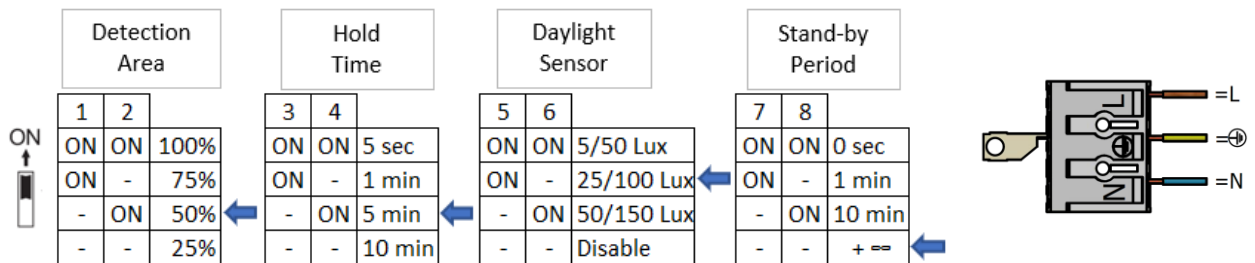 Detection
Area
Hold
Time
Daylight
Sensor
Stand-by
Period
1 2
3 4
5 6
7 8
ON
ON ON 100%
ON - 75%
- ON 50%
- - 25%
ON ON 5 sec
ON - 1 min
- ON 5 min
- - 10 min
ON ON 5/50 Lux
ON - 25/100 Lux
- ON 50/150 Lux
- - Disable
ON ON 0 sec
ON - 1 min
- ON 10 min
- - + ∞
L
N
=L
=⏚
=N